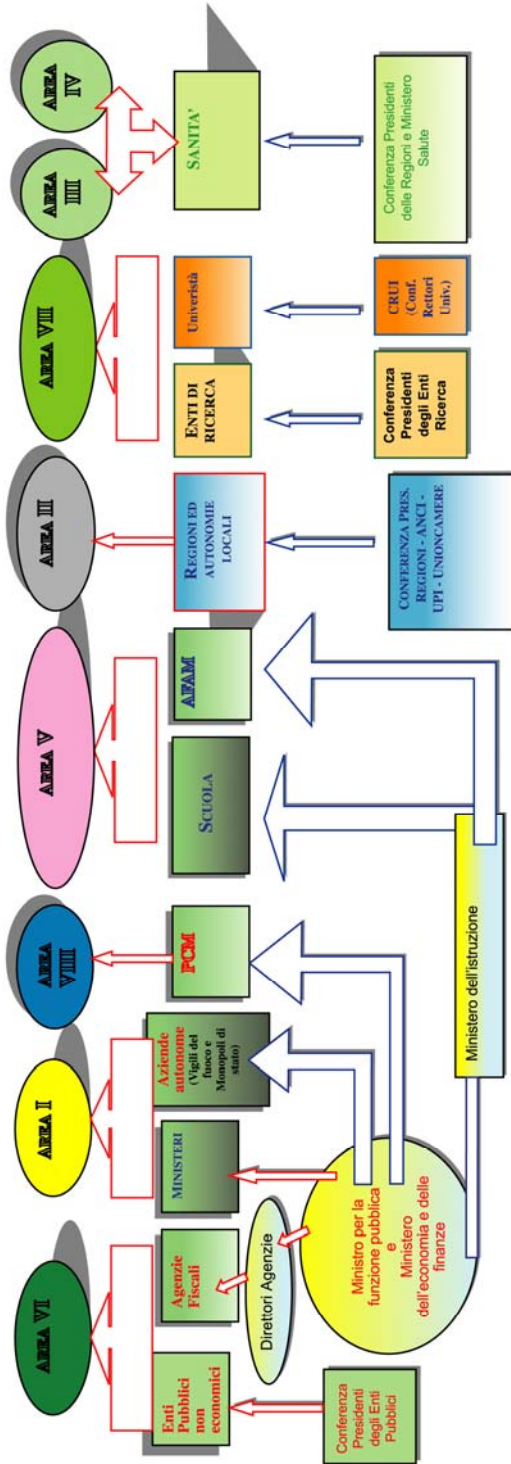 AREA VI
AREA I
AREA VIIII
AREA V
AREA III
AREA VIII
AREA
IIII
AREA
IV
Enti
Pubblici
non
economici
Agenzie
Fiscali
MINISTERI
Aziende
autonome
(Vigili del
fuoco e
Monopoli di
stato)
PCM
SCUOLA
AFAM
REGIONI ED
AUTONOMIE
LOCALI
ENTI DI
RICERCA
Univeristà
SANITA'
Direttori Agenzie
Conferenza
Presidenti
degli Enti
Pubblici
Ministro per la
funzione pubblica
e
Ministero
dell'economia e delle
finanze
Ministero dell'istruzione
CONFERENZA PRES.
REGIONI - ANCI -
UPI - UNIONCAMERE
Conferenza
Presidenti
degli Enti
Ricerca
CRUI
(Conf.
Rettori
Univ.)
Conferenza Presidenti
delle Regioni e Ministero
Salute